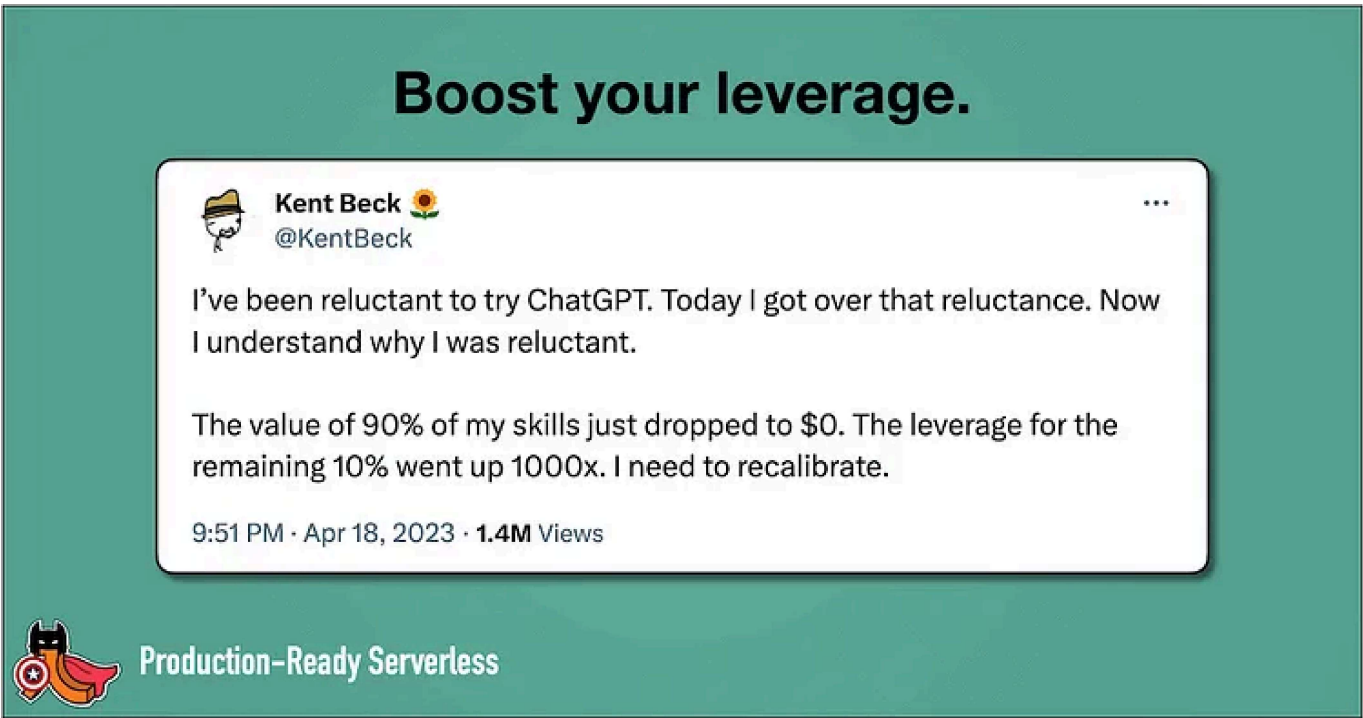 Boost your leverage.
Kent Beck 🌻
@KentBeck
I’ve been reluctant to try ChatGPT. Today I got over that reluctance. Now
I understand why I was reluctant.
The value of 90% of my skills just dropped to $0. The leverage for the
remaining 10% went up 1000x. I need to recalibrate.
9:51 PM · Apr 18, 2023 · 1.4M Views
Production-Ready Serverless